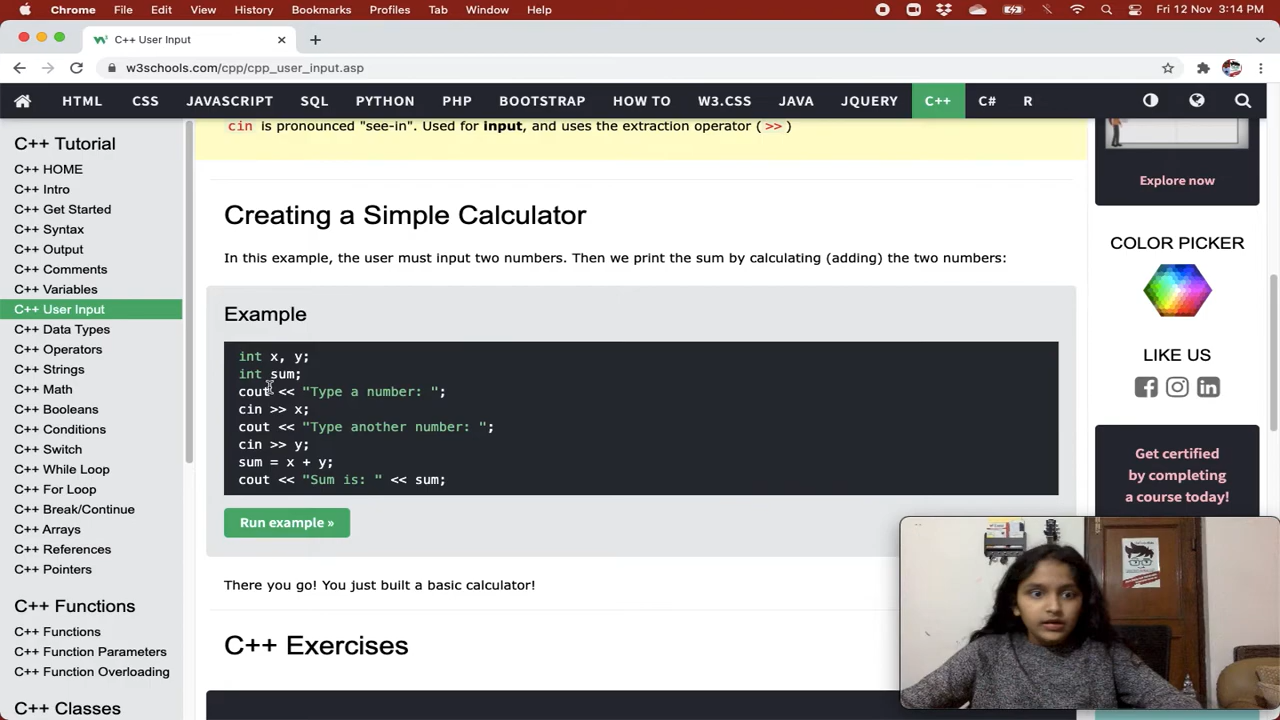 Chrome File Edit View History Bookmarks Profiles Tab Window Help Fri 12 Nov 3:14 PM
C++ User Input
w3schools.com/cpp/cpp_user_input.asp
HTML CSS JAVASCRIPT SQL PYTHON PHP BOOTSTRAP HOW TO W3.CSS JAVA JQUERY C++ C# R
C++ Tutorial
C++ HOME
C++ Intro
C++ Get Started
C++ Syntax
C++ Output
C++ Comments
C++ Variables
C++ User Input
C++ Data Types
C++ Operators
C++ Strings
C++ Math
C++ Booleans
C++ Conditions
C++ Switch
C++ While Loop
C++ For Loop
C++ Break/Continue
C++ Arrays
C++ References
C++ Pointers
C++ Functions
C++ Functions
C++ Function Parameters
C++ Function Overloading
C++ Classes
cin is pronounced "see-in". Used for input, and uses the extraction operator (>>)
Creating a Simple Calculator
In this example, the user must input two numbers. Then we print the sum by calculating (adding) the two numbers:
Example
int x, y;
int sum;
cout << "Type a number: ";
cin >> x;
cout << "Type another number: ";
cin >> y;
sum = x + y;
cout << "Sum is: " << sum;
Run example »
There you go! You just built a basic calculator!
C++ Exercises
Explore now
COLOR PICKER
LIKE US
Get certified
by completing
a course today!